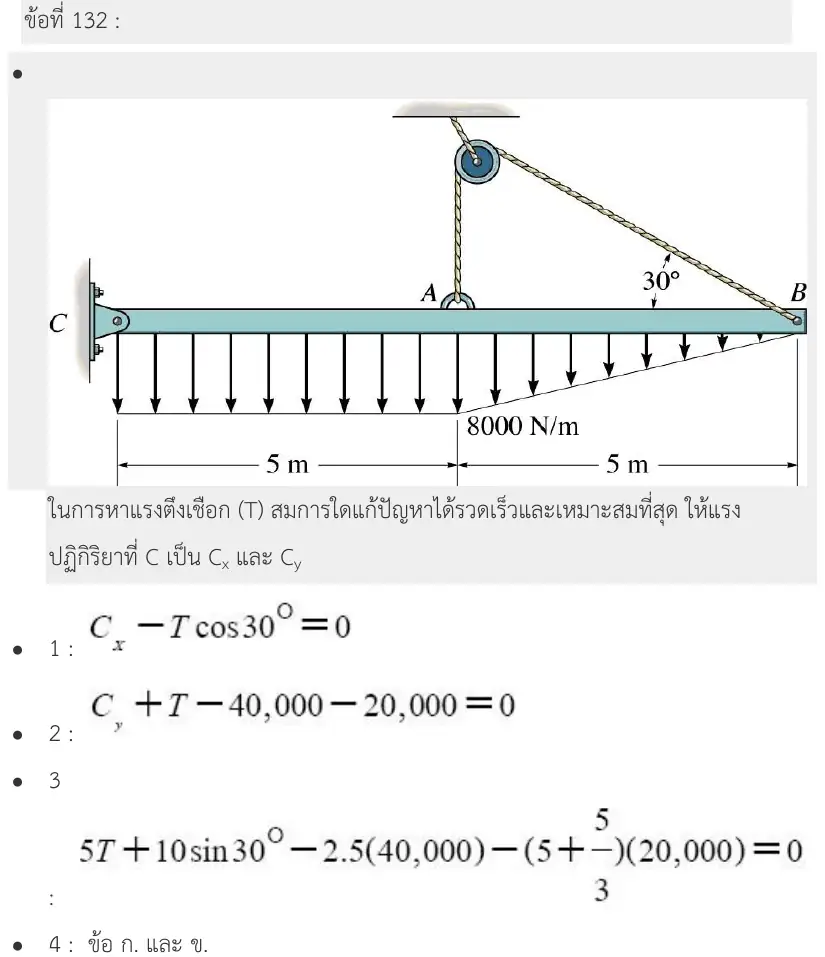 ข้อที่ 132 :
A
30°
B
C
8000 N/m
5 m
5 m
ในการหาแรงตึงเชือก (T) สมการใดแก้ปัญหาได้รวดเร็วและเหมาะสมที่สุด ให้แรง
ปฏิกิริยาที่ C เป็น Cx และ Cy
1 : Cx − T cos30° = 0
2 : Cy + T − 40,000 − 20,000 = 0
3
5T + 10 sin30° − 2.5(40,000) − (5 + 5/3)(20,000) = 0
:
4 : ข้อ ก. และ ข.